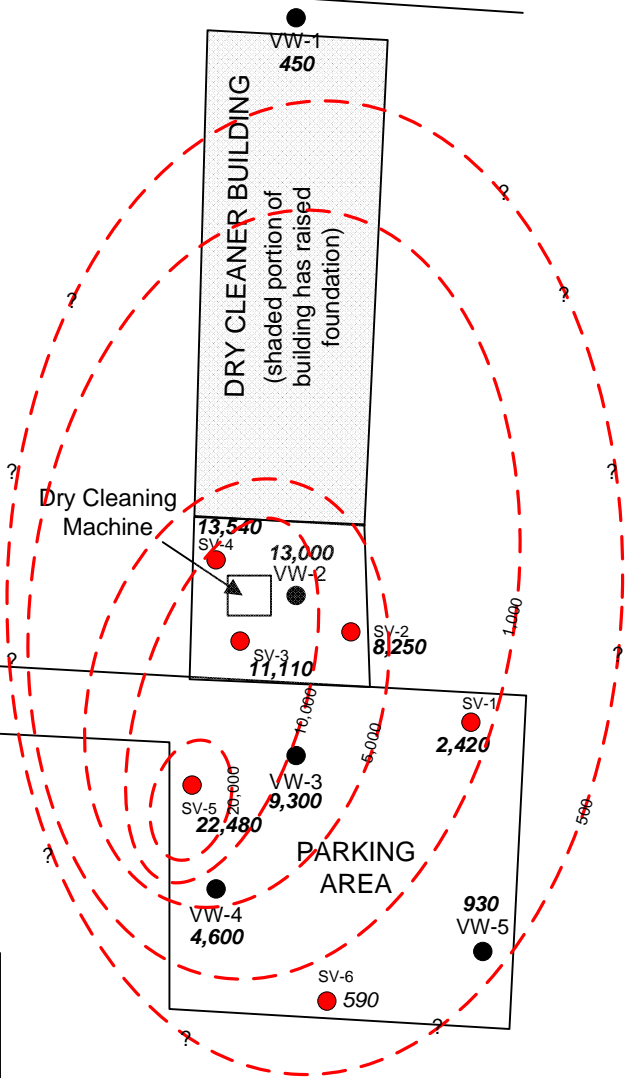 VW-1
450
DRY CLEANER BUILDING
(shaded portion of
building has raised
foundation)
?
?
?
?
?
Dry Cleaning
Machine
13,540
SV-4
13,000
VW-2
1,000
SV-2
8,250
SV-3
11,110
?
?
SV-1
2,420
10,000
5,000
VW-3
9,300
20,000
SV-5
22,480
500
PARKING
AREA
?
VW-4
4,600
930
VW-5
SV-6
590
?
?